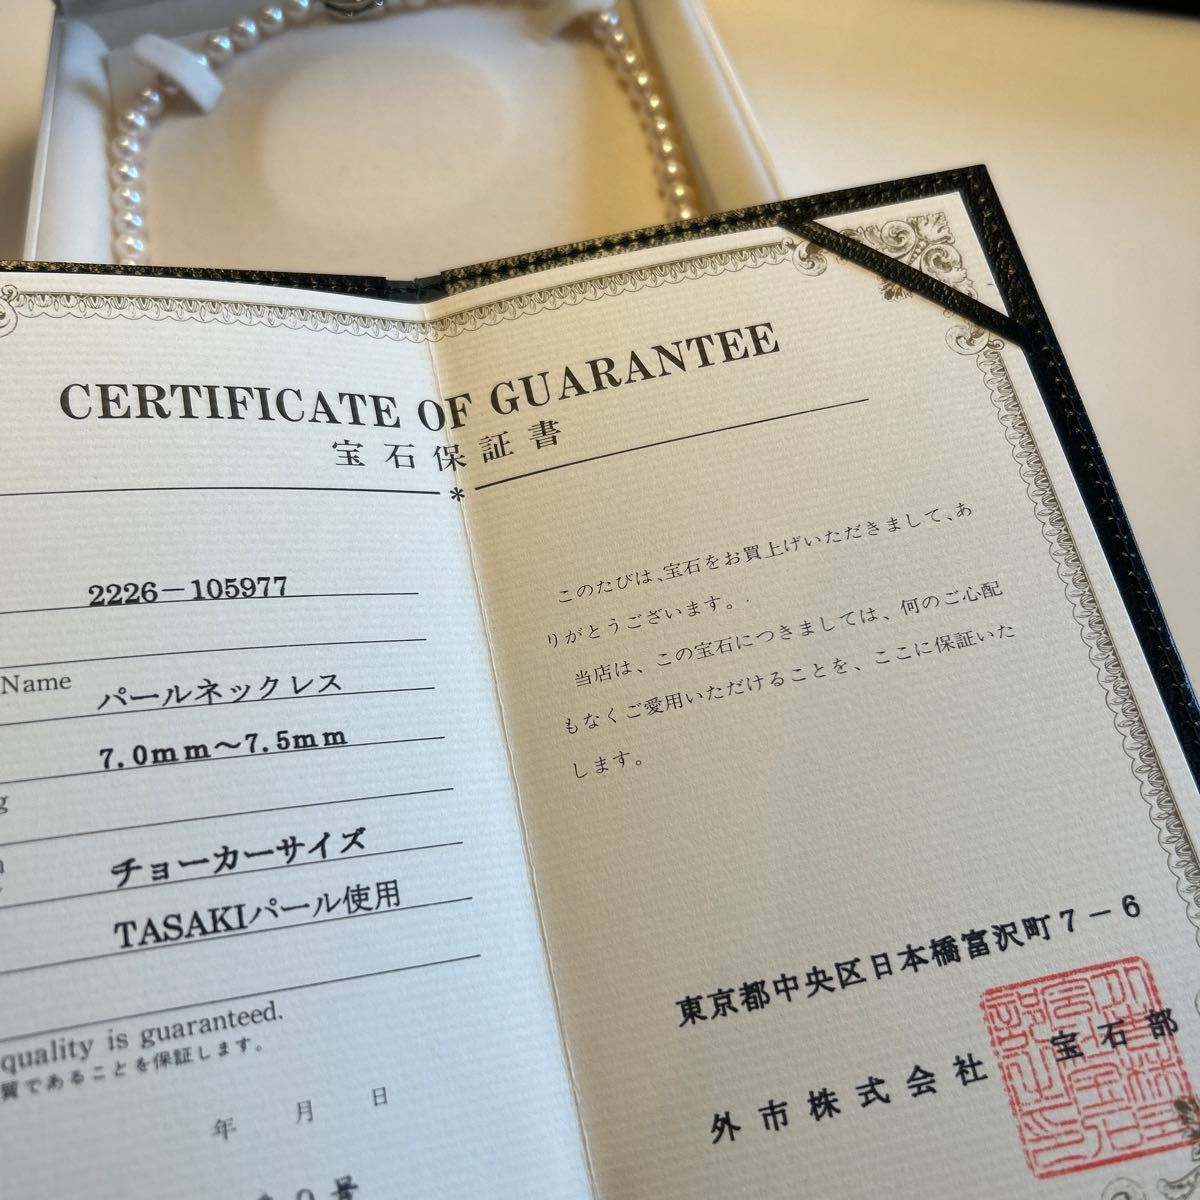 CERTIFICATE OF GUARANTEE
宝石保証書
*
2226-105977
Name パールネックレス
7.0mm〜7.5mm
g
チョーカーサイズ
TASAKIパール使用
quality is guaranteed.
質であることを保証します。
年 月 日
号
このたびは、宝石をお買上げいただきまして、あ
りがとうございます。
当店は、この宝石につきましては、何のご心配
もなくご愛用いただけることを、ここに保証いた
します。
東京都中央区日本橋富沢町7-6
外市株式会社 宝石部